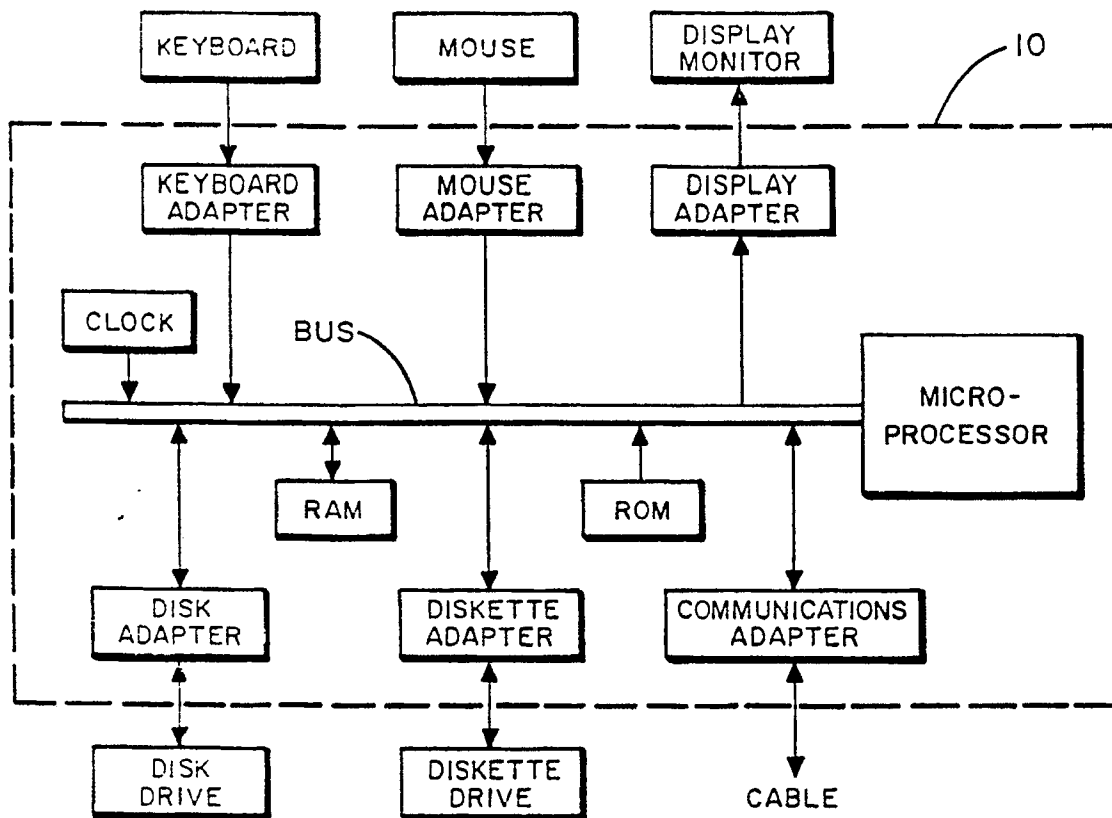 KEYBOARD
MOUSE
DISPLAY
MONITOR
10
KEYBOARD
ADAPTER
MOUSE
ADAPTER
DISPLAY
ADAPTER
CLOCK
BUS
MICRO-
PROCESSOR
RAM
ROM
DISK
ADAPTER
DISKETTE
ADAPTER
COMMUNICATIONS
ADAPTER
DISK
DRIVE
DISKETTE
DRIVE
CABLE